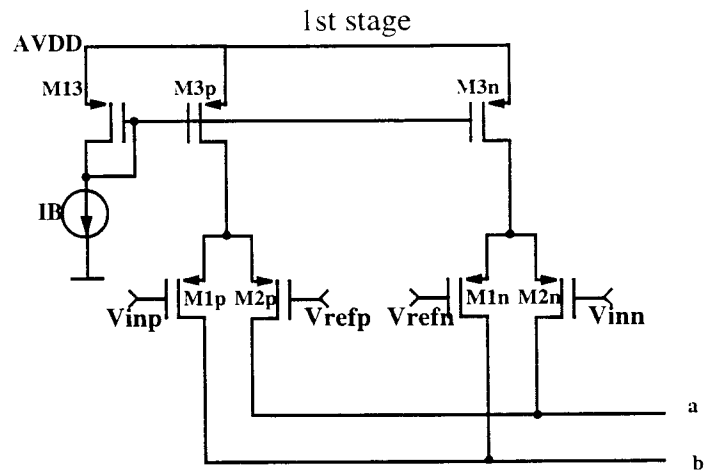 1st stage
AVDD
M13
M3p
M3n
IB
M1p
M2p
M1n
M2n
Vinp
Vrefp
Vrefn
Vinn
a
b